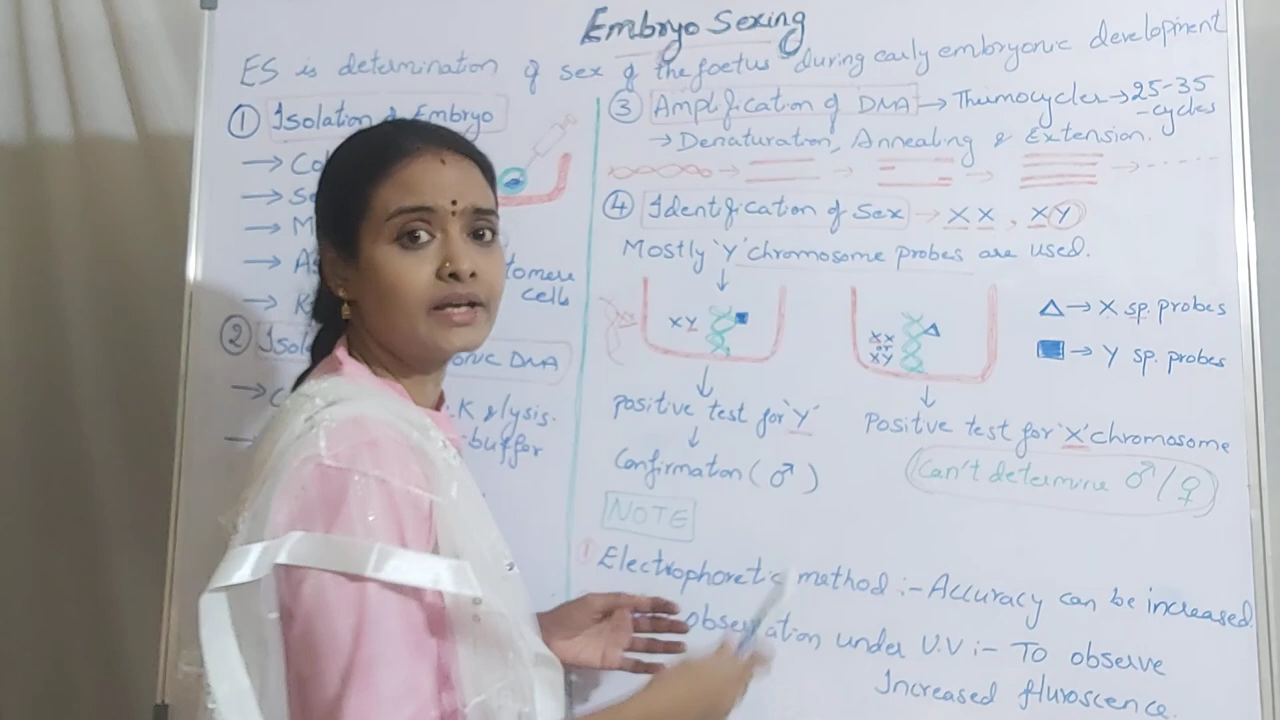 Embryo Sexing
ES is determination of sex of the foetus during early embryonic development
① Isolation of Embryo
→
→
→
→ tomere
→ cells
② onic DNA
→ K & lysis.
buffer
③ Amplification of DNA → Thermocycler → 25-35
-cycles
→ Denaturation, Annealing & Extension.
④ Identification of Sex → XX, XY
Mostly 'Y' chromosome probes are used.
XY
XX
or
XY
△ → X sp. probes
■ → Y sp. probes
positive test for 'Y'
Confirmation (♂)
Positive test for 'X' chromosome
Can't determine ♂/♀
NOTE
1 Electrophoretic method :- Accuracy can be increased
observation under U.V :- To observe
Increased fluroscence.